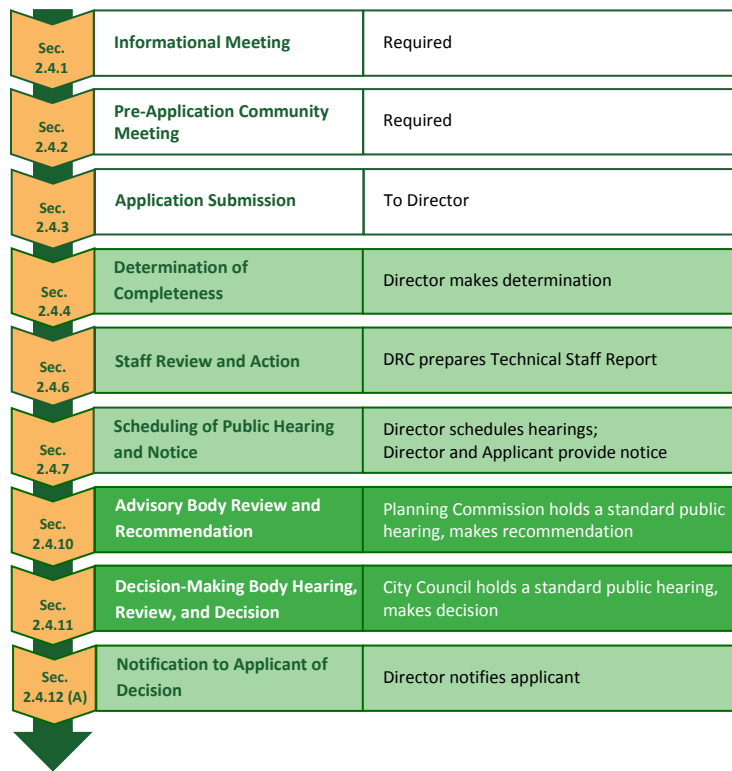 Sec.
2.4.1
Informational Meeting
Required
Sec.
2.4.2
Pre-Application Community
Meeting
Required
Sec.
2.4.3
Application Submission
To Director
Sec.
2.4.4
Determination of
Completeness
Director makes determination
Sec.
2.4.6
Staff Review and Action
DRC prepares Technical Staff Report
Sec.
2.4.7
Scheduling of Public Hearing
and Notice
Director schedules hearings;
Director and Applicant provide notice
Sec.
2.4.10
Advisory Body Review and
Recommendation
Planning Commission holds a standard public
hearing, makes recommendation
Sec.
2.4.11
Decision-Making Body Hearing,
Review, and Decision
City Council holds a standard public hearing,
makes decision
Sec.
2.4.12 (A)
Notification to Applicant of
Decision
Director notifies applicant